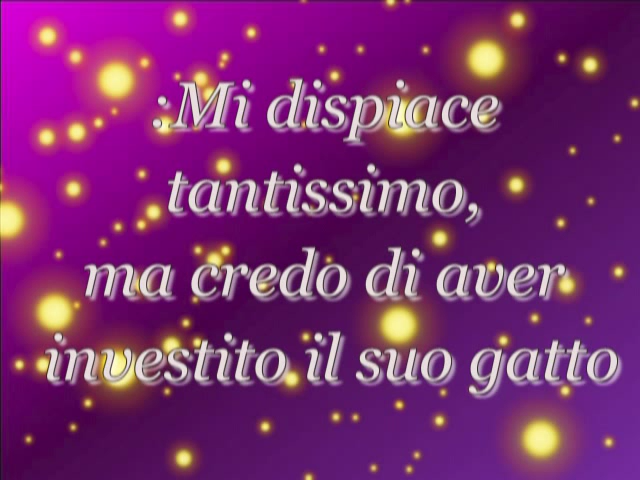 :Mi dispiace
tantissimo,
ma credo di aver
investito il suo gatto